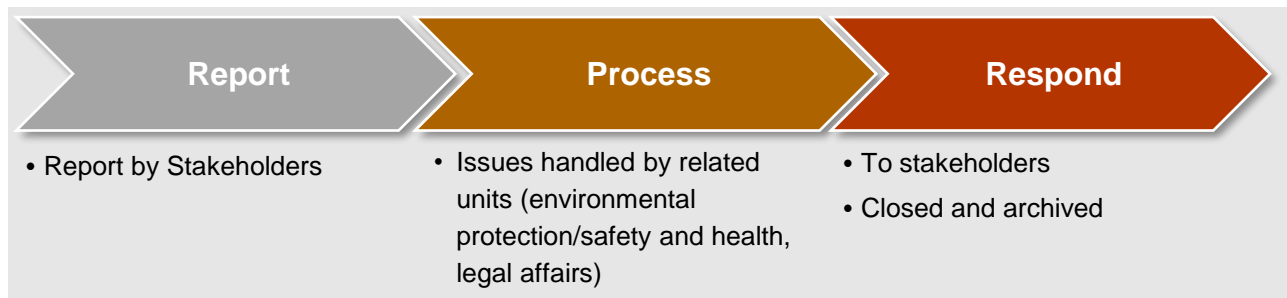 Report
Process
Respond
• Report by Stakeholders
• Issues handled by related
units (environmental
protection/safety and health,
legal affairs)
• To stakeholders
• Closed and archived